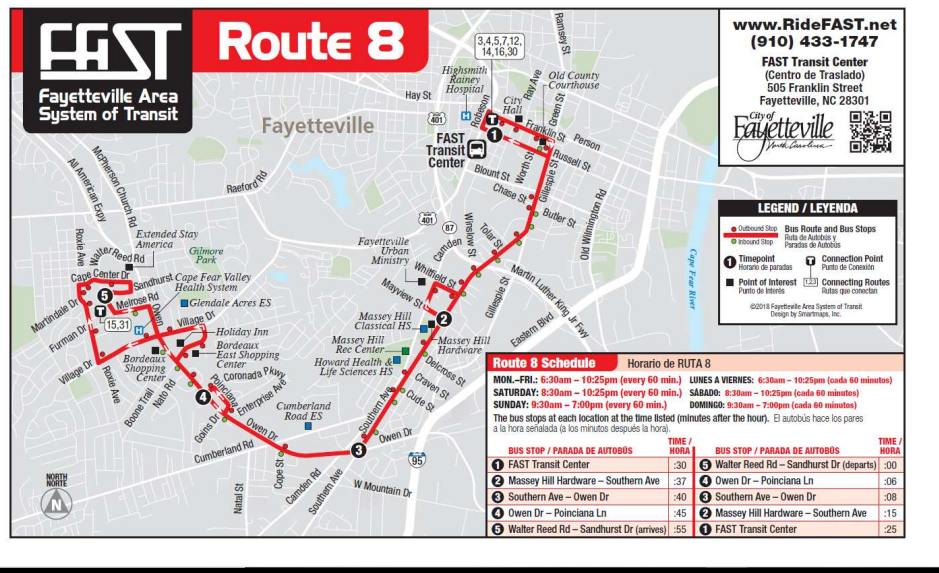 FAST
Fayetteville Area
System of Transit
Route 8
www.RideFAST.net
(910) 433-1747
FAST Transit Center
(Centro de Traslado)
505 Franklin Street
Fayetteville, NC 28301
City of
Fayetteville
North Carolina
LEGEND / LEYENDA
Outbound Stop
Inbound Stop
Bus Route and Bus Stops
Ruta de Autobús y
Paradas de Autobús
1 Timepoint
Horario de paradas
T Connection Point
Punto de Conexión
Point of Interest
Punto de Interés
1,2,3 Connecting Routes
Rutas que conectan
©2018 Fayetteville Area System of Transit
Design by Smartmaps, Inc.
Fayetteville
3,4,5,7,12,
14,16,30
Ramsey St
Highsmith
Rainey
Hospital
Hay St
401
Robeson
City
Hall
Ray Ave
Old County
Courthouse
Green St
Franklin St
Person
Russell St
FAST
Transit
Center
T
1
H
Blount St
Worth St
Gillespie St
Chase St
Butler St
Old Wilmington Rd
Raeford Rd
401
87
Camden
Winslow St
Tolar St
Martin Luther King Jr Fwy
Gillespie St
Eastern Blvd
Cape Fear River
McPherson Church Rd
All American Expy
Roxie Ave
Walter Reed Rd
Extended Stay
America
Gilmore
Park
Cape Center Dr
Sandhurst
Cape Fear Valley
Health System
Martindale Dr
5
Melrose Rd
Owen
T
15,31
H
Glendale Acres ES
Village Dr
Furman Dr
Holiday Inn
Bordeaux
East Shopping
Center
Bordeaux
Shopping
Center
Village Dr
Roxie Ave
Boone Trail
Nato Rd
Coronada Pkwy
Poinciana
4
Enterprise Ave
Goins Dr
Owen Dr
Cumberland Rd
Cumberland
Road ES
Natal St
Cope St
Camden Rd
Southern Ave
3
Owen Dr
W Mountain Dr
95
Southern Ave
Fayetteville
Urban
Ministry
Whitfield St
Mayview St
2
Massey Hill
Classical HS
Massey Hill
Hardware
Massey Hill
Rec Center
Howard Health &
Life Sciences HS
Delcross St
Craven St
Cude St
NORTH
NORTE
N
Route 8 Schedule Horario de RUTA 8
MON.–FRI.: 6:30am – 10:25pm (every 60 min.) LUNES A VIERNES: 6:30am – 10:25pm (cada 60 minutos)
SATURDAY: 8:30am – 10:25pm (every 60 min.) SÁBADO: 8:30am – 10:25pm (cada 60 minutos)
SUNDAY: 9:30am – 7:00pm (every 60 min.) DOMINGO: 9:30am – 7:00pm (cada 60 minutos)
The bus stops at each location at the time listed (minutes after the hour). El autobús hace los pares
a la hora señalada (a los minutos después la hora).
BUS STOP / PARADA DE AUTOBÚS TIME / HORA BUS STOP / PARADA DE AUTOBÚS TIME / HORA
1 FAST Transit Center :30 5 Walter Reed Rd – Sandhurst Dr (departs) :00
2 Massey Hill Hardware – Southern Ave :37 4 Owen Dr – Poinciana Ln :06
3 Southern Ave – Owen Dr :40 3 Southern Ave – Owen Dr :08
4 Owen Dr – Poinciana Ln :45 2 Massey Hill Hardware – Southern Ave :15
5 Walter Reed Rd – Sandhurst Dr (arrives) :55 1 FAST Transit Center :25